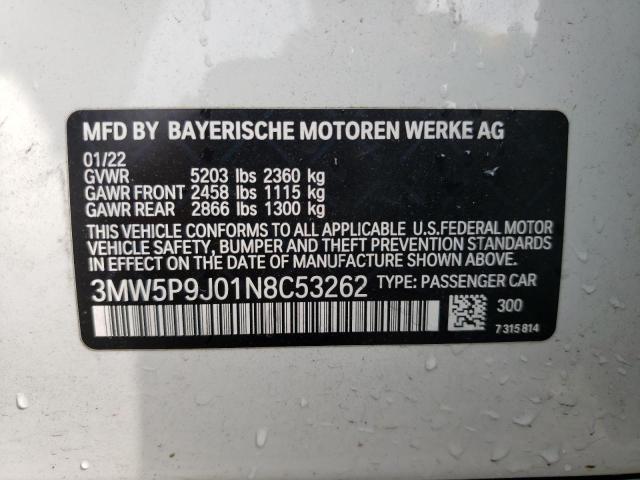 MFD BY BAYERISCHE MOTOREN WERKE AG
01/22
GVWR 5203 lbs 2360 kg
GAWR FRONT 2458 lbs 1115 kg
GAWR REAR 2866 lbs 1300 kg
THIS VEHICLE CONFORMS TO ALL APPLICABLE U.S.FEDERAL MOTOR
VEHICLE SAFETY, BUMPER AND THEFT PREVENTION STANDARDS
IN EFFECT ON THE DATE OF MANUFACTURE SHOWN ABOVE.
3MW5P9J01N8C53262 TYPE: PASSENGER CAR
300
7 315 814